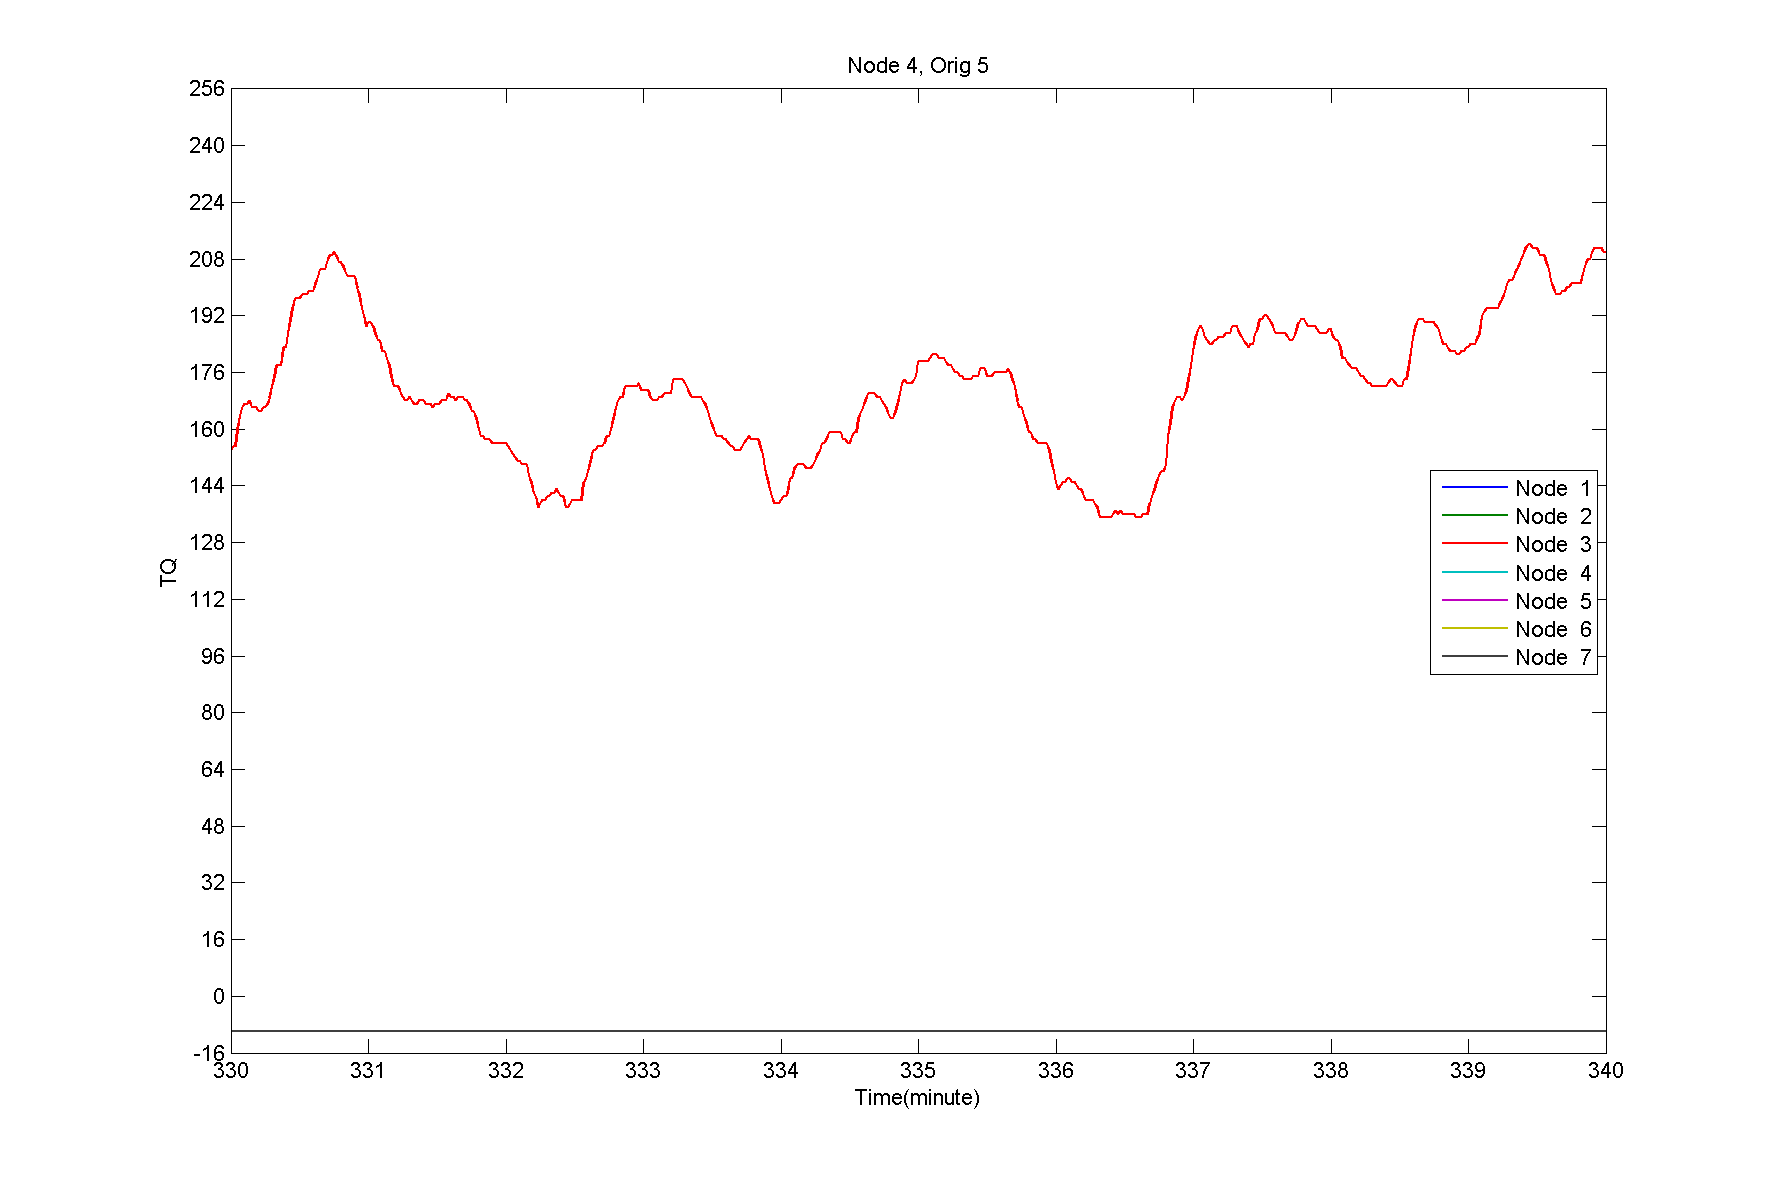 Node 4, Orig 5
256
240
224
208
192
176
160
144
128
112
96
80
64
48
32
16
0
-16
TQ
Node 1
Node 2
Node 3
Node 4
Node 5
Node 6
Node 7
330 331 332 333 334 335 336 337 338 339 340
Time(minute)